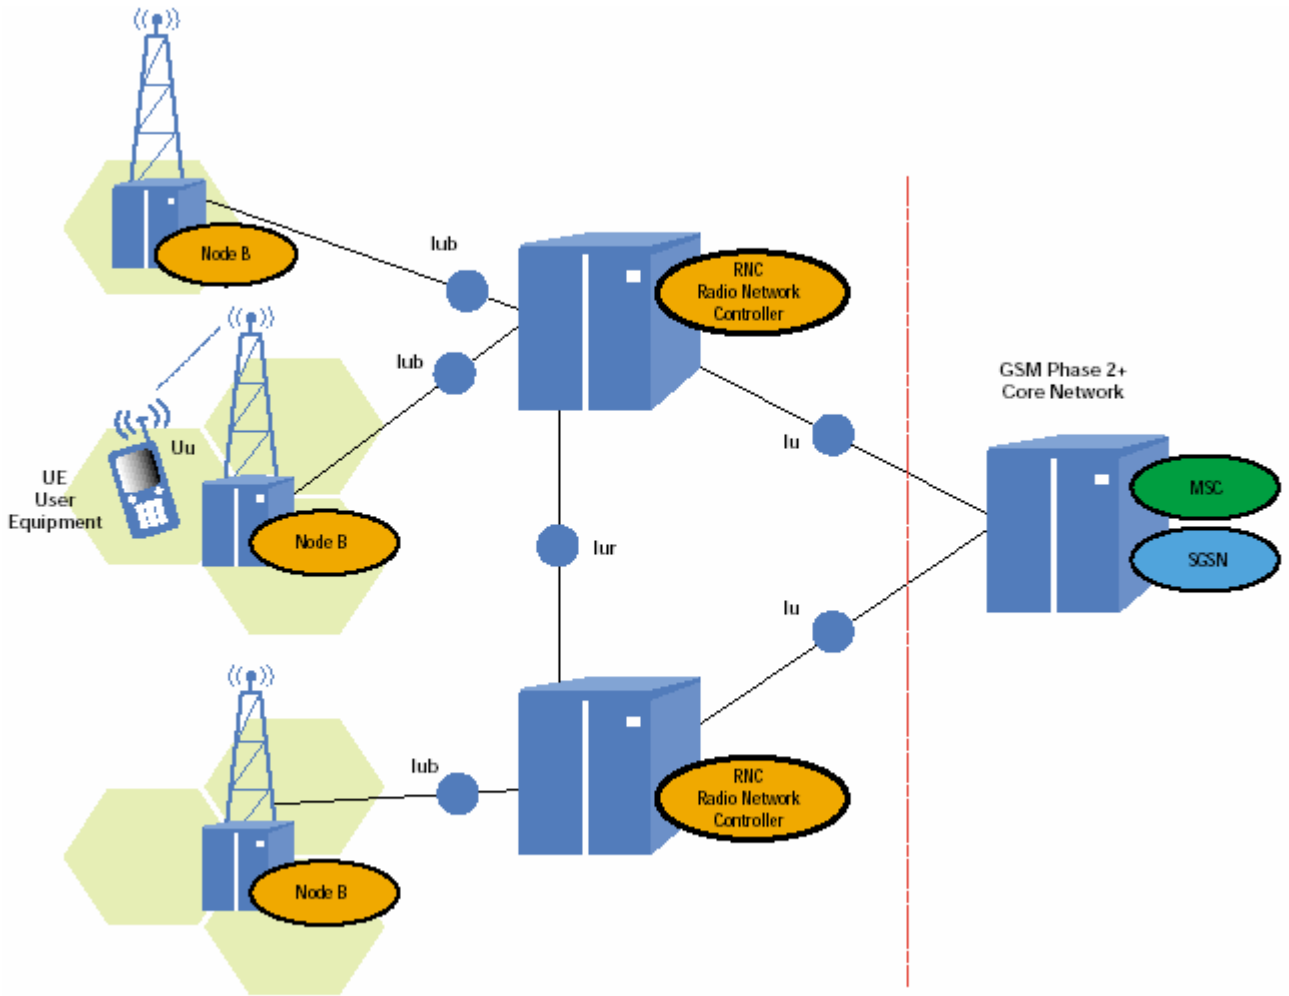 Node B
Iub
RNC
Radio Network
Controller
Iub
GSM Phase 2+
Core Network
Uu
Iu
UE
User
Equipment
MSC
Node B
Iur
SGSN
Iu
Iub
RNC
Radio Network
Controller
Node B